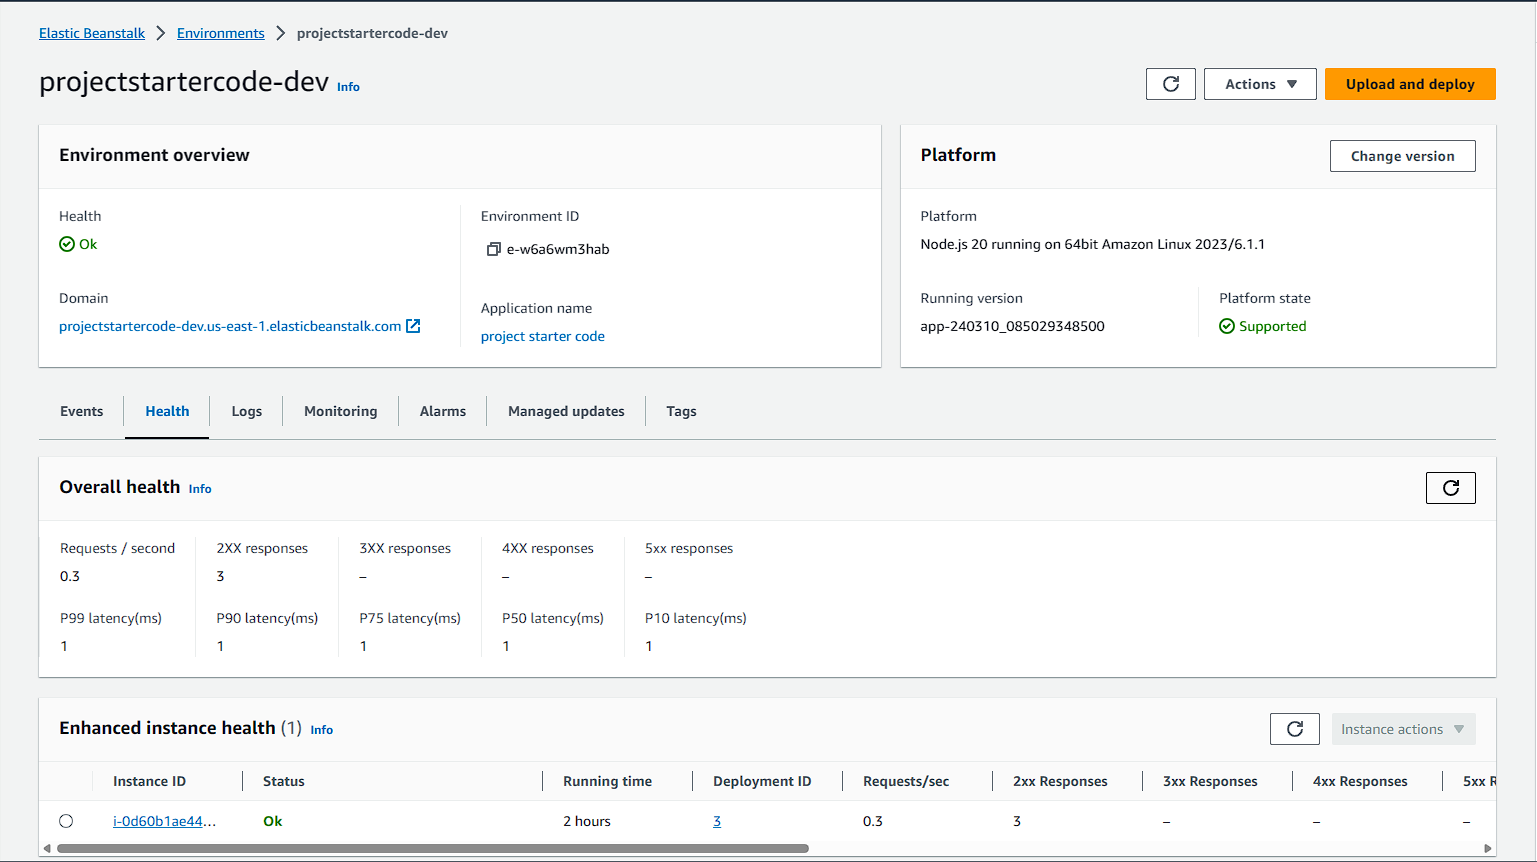 Elastic Beanstalk > Environments > projectstartercode-dev
projectstartercode-dev Info
Actions
Upload and deploy
Environment overview
Health
Ok
Domain
projectstartercode-dev.us-east-1.elasticbeanstalk.com
Environment ID
e-w6a6wm3hab
Application name
project starter code
Platform
Change version
Platform
Node.js 20 running on 64bit Amazon Linux 2023/6.1.1
Running version
app-240310_085029348500
Platform state
Supported
Events Health Logs Monitoring Alarms Managed updates Tags
Overall health Info
Requests / second 2XX responses 3XX responses 4XX responses 5xx responses
0.3 3 – – –
P99 latency(ms) P90 latency(ms) P75 latency(ms) P50 latency(ms) P10 latency(ms)
1 1 1 1 1
Enhanced instance health (1) Info
Instance actions
Instance ID Status Running time Deployment ID Requests/sec 2xx Responses 3xx Responses 4xx Responses 5xx R
i-0d60b1ae44... Ok 2 hours 3 0.3 3 – – –